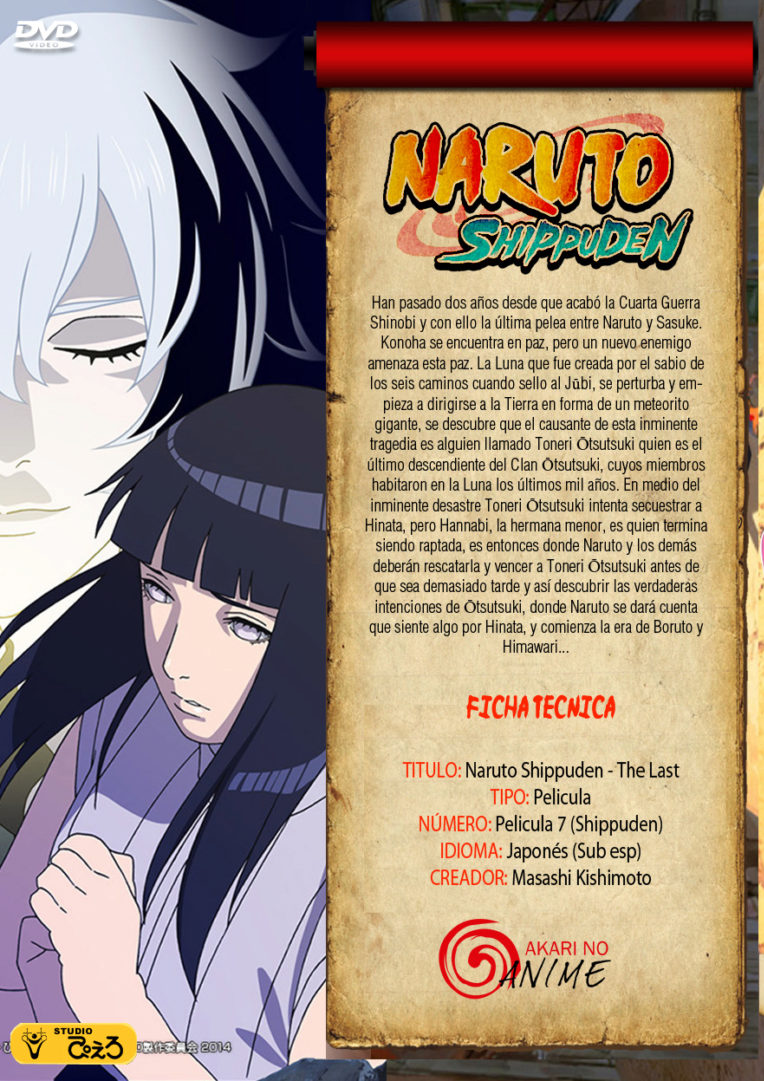 DVD
VIDEO
NARUTO
SHIPPUDEN
Han pasado dos años desde que acabó la Cuarta Guerra
Shinobi y con ello la última pelea entre Naruto y Sasuke.
Konoha se encuentra en paz, pero un nuevo enemigo
amenaza esta paz. La Luna que fue creada por el sabio de
los seis caminos cuando sello al Jūbi, se perturba y em-
pieza a dirigirse a la Tierra en forma de un meteorito
gigante, se descubre que el causante de esta inminente
tragedia es alguien llamado Toneri Ōtsutsuki quien es el
último descendiente del Clan Ōtsutsuki, cuyos miembros
habitaron en la Luna los últimos mil años. En medio del
inminente desastre Toneri Ōtsutsuki intenta secuestrar a
Hinata, pero Hannabi, la hermana menor, es quien termina
siendo raptada, es entonces donde Naruto y los demás
deberán rescatarla y vencer a Toneri Ōtsutsuki antes de
que sea demasiado tarde y así descubrir las verdaderas
intenciones de Ōtsutsuki, donde Naruto se dará cuenta
que siente algo por Hinata, y comienza la era de Boruto y
Himawari...
FICHA TECNICA
TITULO: Naruto Shippuden - The Last
TIPO: Pelicula
NÚMERO: Pelicula 7 (Shippuden)
IDIOMA: Japonés (Sub esp)
CREADOR: Masashi Kishimoto
AKARI NO
ANIME
STUDIO
ぴえろ
製作委員会 2014